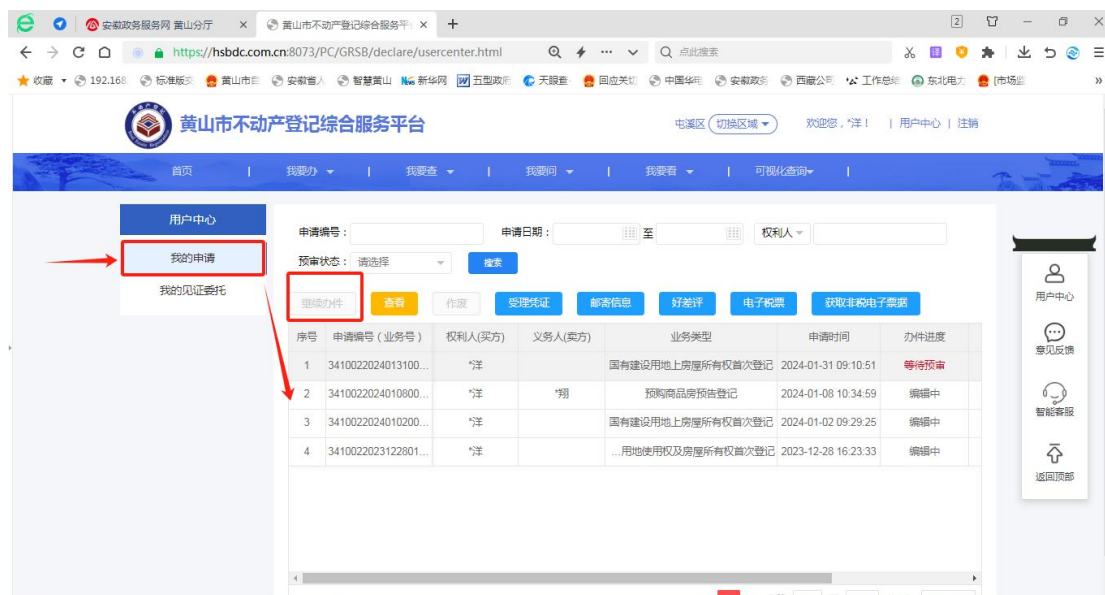 安徽政务服务网 黄山分厅
黄山市不动产登记综合服务平
2
https://hsbdc.com.cn:8073/PC/GRSB/declare/usercenter.html
点此搜索
收藏 192.168 标准版交 黄山市自 安徽省人 智慧黄山 News 新华网 五型政府 天眼查 回应关切 中国华电 安徽政务 西藏公司 工作总结 东北电力 [市场监 »
黄山市不动产登记综合服务平台
屯溪区 切换区域 欢迎您，*洋！ | 用户中心 | 注销
首页 | 我要办 | 我要查 | 我要问 | 我要看 | 可视化查询 |
用户中心
我的申请
我的见证委托
申请编号： 申请日期： 至 权利人
预审状态： 请选择 搜索
继续办件 查看 作废 受理凭证 邮寄信息 好差评 电子税票 获取非税电子票据
序号 申请编号（业务号） 权利人(买方) 义务人(卖方) 业务类型 申请时间 办件进度
1 3410022024013100... *洋 国有建设用地上房屋所有权首次登记 2024-01-31 09:10:51 等待预审
2 3410022024010800... *洋 *翔 预购商品房预告登记 2024-01-08 10:34:59 编辑中
3 3410022024010200... *洋 国有建设用地上房屋所有权首次登记 2024-01-02 09:29:25 编辑中
4 3410022023122801... *洋 ...用地使用权及房屋所有权首次登记 2023-12-28 16:23:33 编辑中
用户中心
意见反馈
智能客服
返回顶部